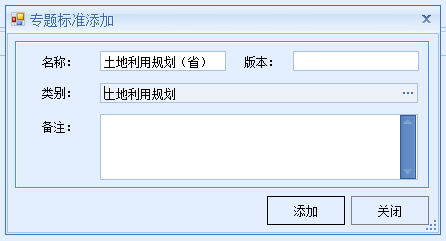 专题标准添加
名称： 土地利用规划（省） 版本：
类别： 土地利用规划 ...
备注：
添加 关闭